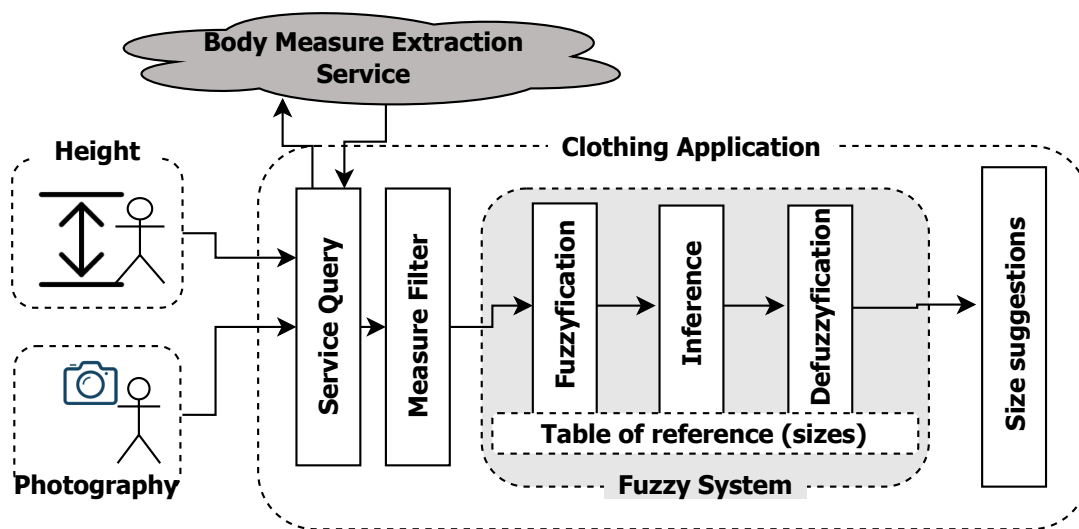 Body Measure Extraction
Service
Height
Clothing Application
Photography
Service Query
Measure Filter
Fuzzyfication
Inference
Defuzzyfication
Table of reference (sizes)
Fuzzy System
Size suggestions